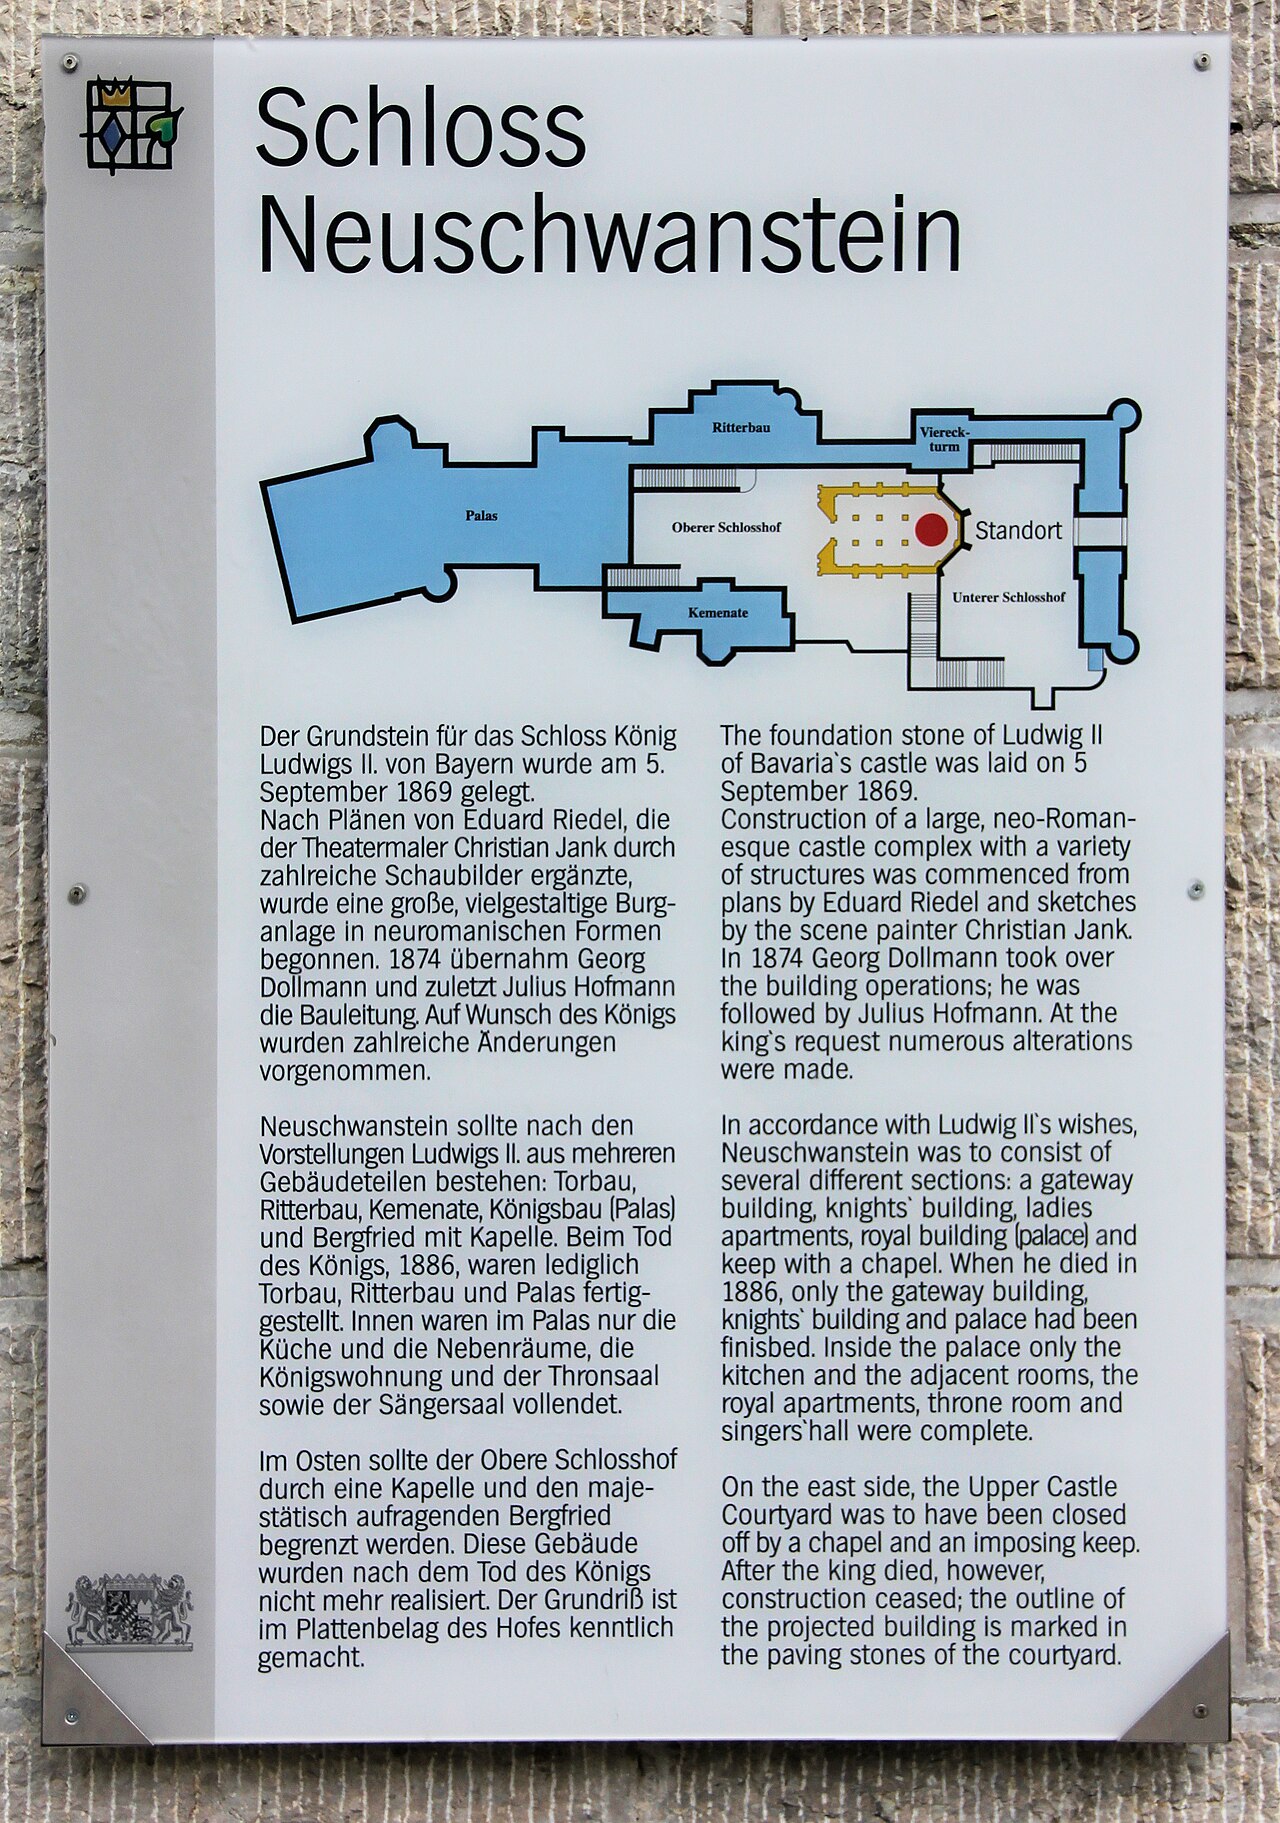 Schloss
Neuschwanstein
Ritterbau
Viereck-
turm
Palas
Oberer Schlosshof
Standort
Unterer Schlosshof
Kemenate
Der Grundstein für das Schloss König
Ludwigs II. von Bayern wurde am 5.
September 1869 gelegt.
Nach Plänen von Eduard Riedel, die
der Theatermaler Christian Jank durch
zahlreiche Schaubilder ergänzte,
wurde eine große, vielgestaltige Burg-
anlage in neuromanischen Formen
begonnen. 1874 übernahm Georg
Dollmann und zuletzt Julius Hofmann
die Bauleitung. Auf Wunsch des Königs
wurden zahlreiche Änderungen
vorgenommen.
Neuschwanstein sollte nach den
Vorstellungen Ludwigs II. aus mehreren
Gebäudeteilen bestehen: Torbau,
Ritterbau, Kemenate, Königsbau (Palas)
und Bergfried mit Kapelle. Beim Tod
des Königs, 1886, waren lediglich
Torbau, Ritterbau und Palas fertig-
gestellt. Innen waren im Palas nur die
Küche und die Nebenräume, die
Königswohnung und der Thronsaal
sowie der Sängersaal vollendet.
Im Osten sollte der Obere Schlosshof
durch eine Kapelle und den maje-
stätisch aufragenden Bergfried
begrenzt werden. Diese Gebäude
wurden nach dem Tod des Königs
nicht mehr realisiert. Der Grundriß ist
im Plattenbelag des Hofes kenntlich
gemacht.
The foundation stone of Ludwig II
of Bavaria`s castle was laid on 5
September 1869.
Construction of a large, neo-Roman-
esque castle complex with a variety
of structures was commenced from
plans by Eduard Riedel and sketches
by the scene painter Christian Jank.
In 1874 Georg Dollmann took over
the building operations; he was
followed by Julius Hofmann. At the
king`s request numerous alterations
were made.
In accordance with Ludwig II`s wishes,
Neuschwanstein was to consist of
several different sections: a gateway
building, knights` building, ladies
apartments, royal building (palace) and
keep with a chapel. When he died in
1886, only the gateway building,
knights` building and palace had been
finisbed. Inside the palace only the
kitchen and the adjacent rooms, the
royal apartments, throne room and
singers`hall were complete.
On the east side, the Upper Castle
Courtyard was to have been closed
off by a chapel and an imposing keep.
After the king died, however,
construction ceased; the outline of
the projected building is marked in
the paving stones of the courtyard.